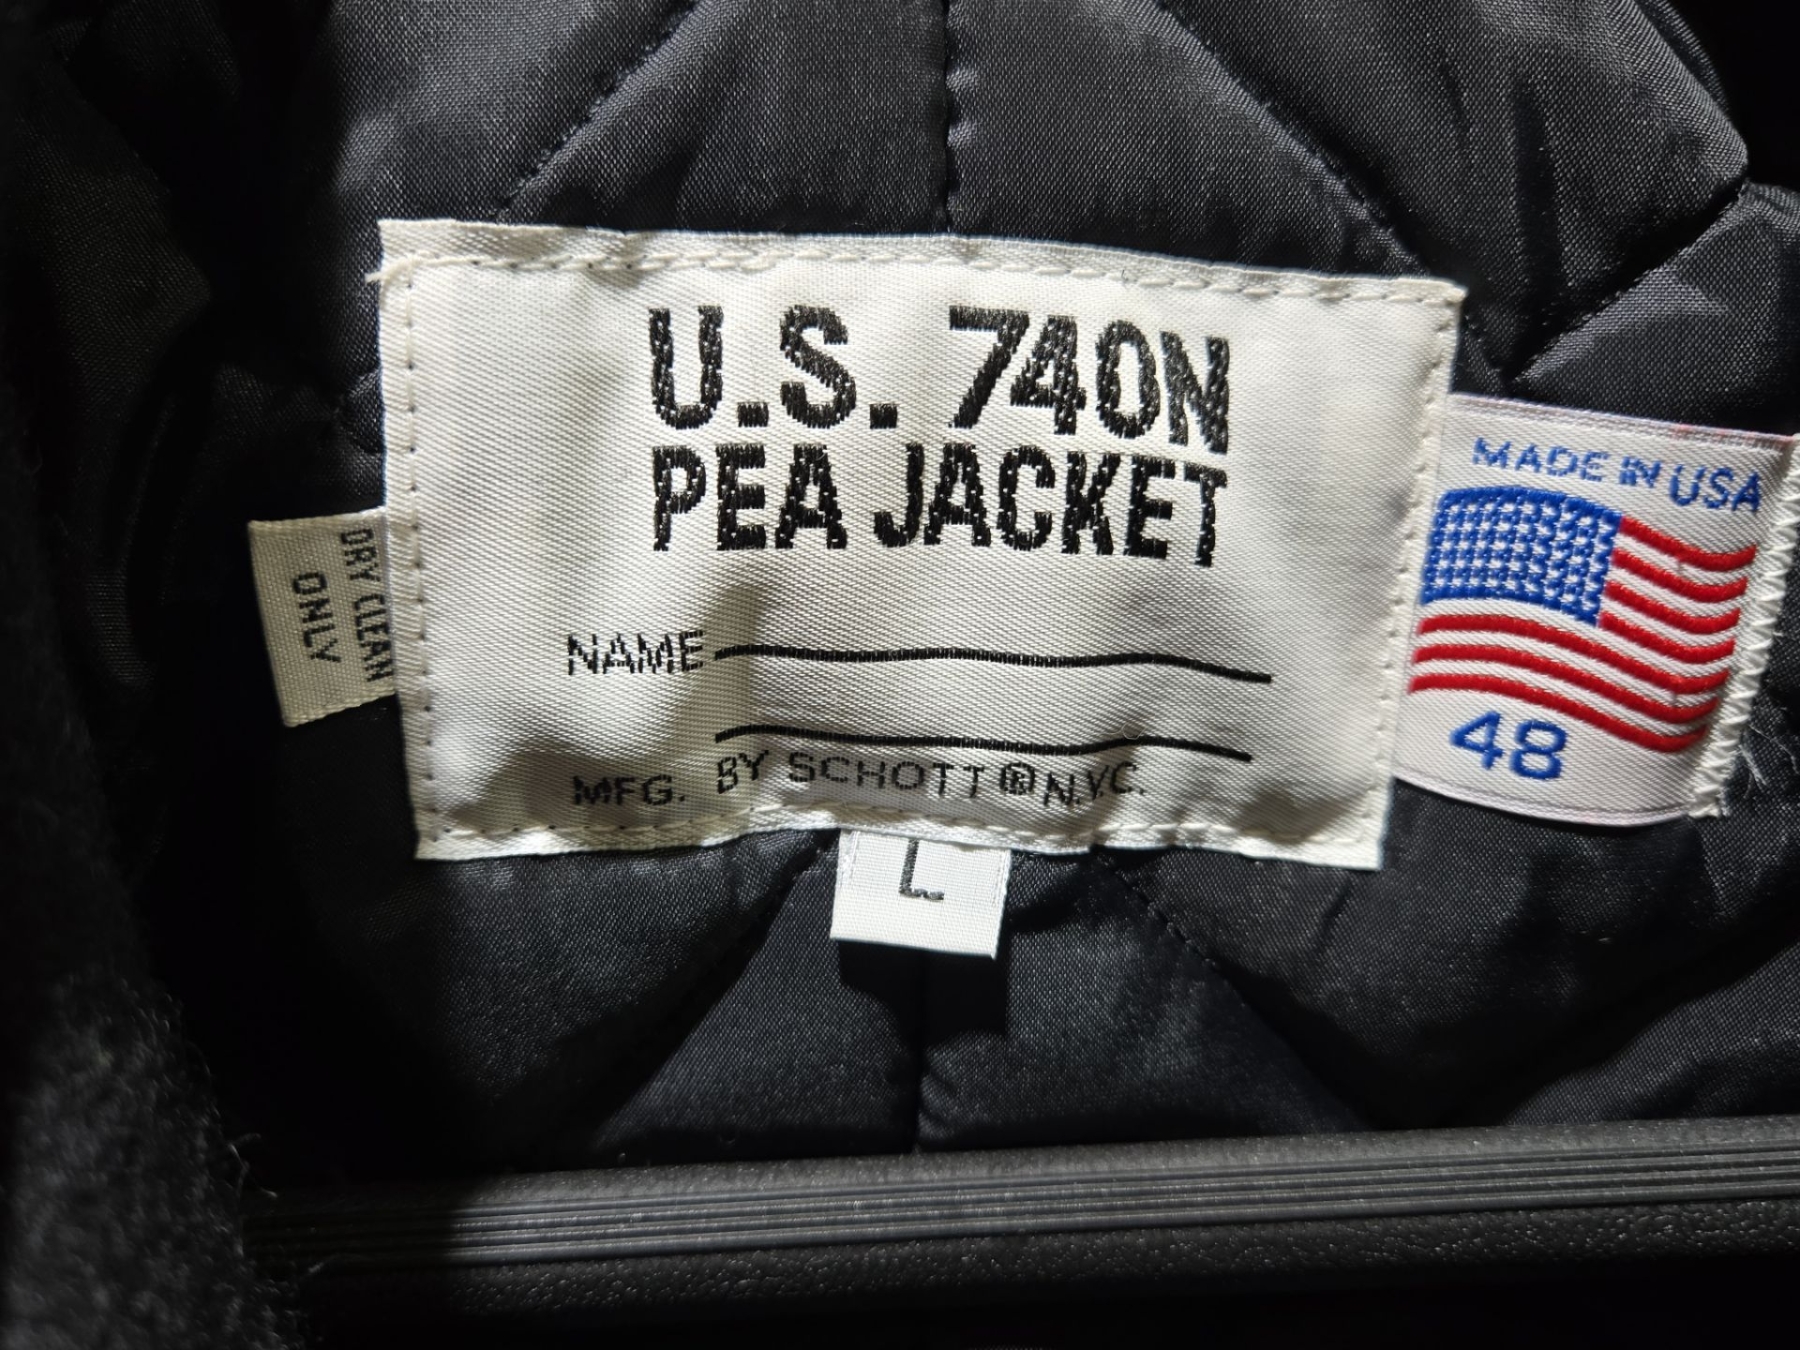 U.S. 740N
PEA JACKET
NAME
MFG. BY SCHOTT ® N.Y.C.
DRY CLEAN
ONLY
MADE IN USA
48
L